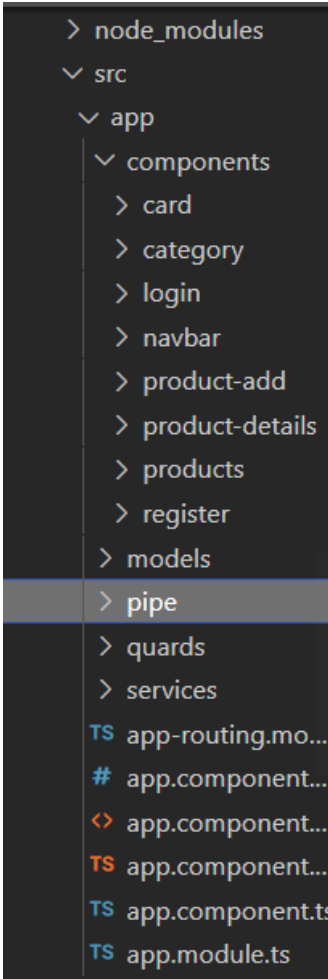 node_modules
src
app
components
card
category
login
navbar
product-add
product-details
products
register
models
pipe
quards
services
TS app-routing.mo...
# app.component...
<> app.component...
TS app.component...
TS app.component.ts
TS app.module.ts